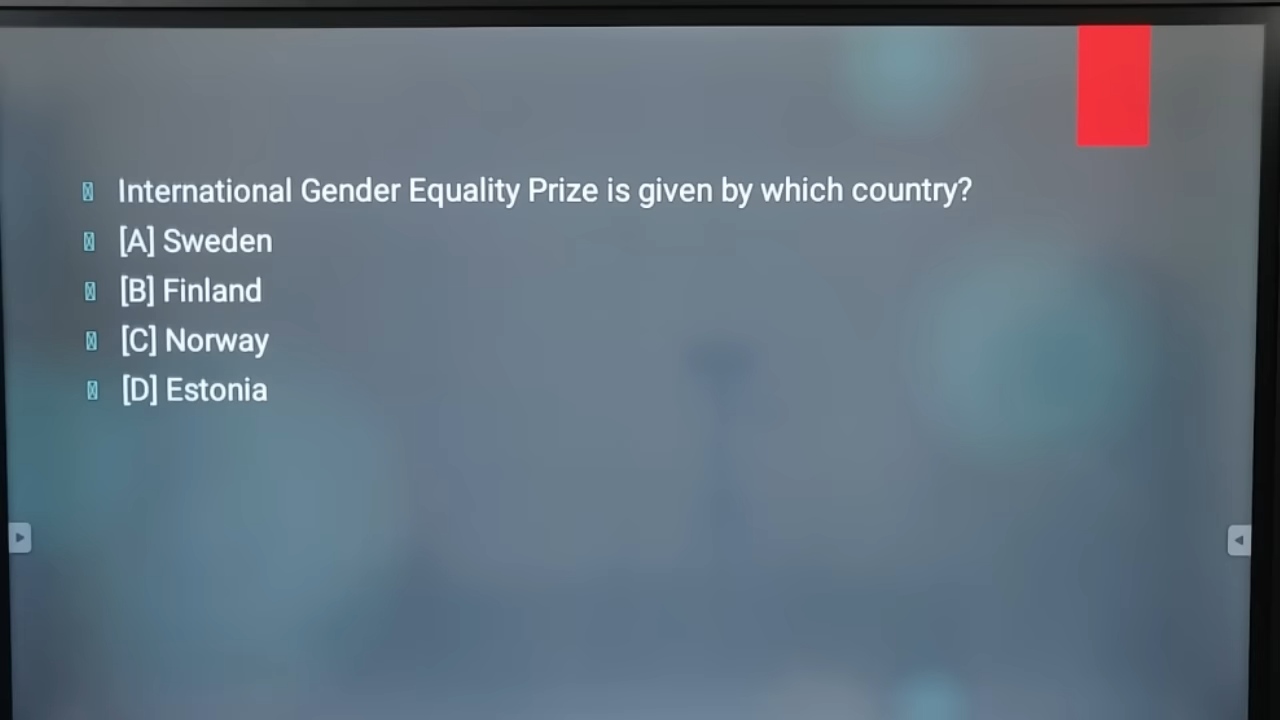 International Gender Equality Prize is given by which country?
[A] Sweden
[B] Finland
[C] Norway
[D] Estonia